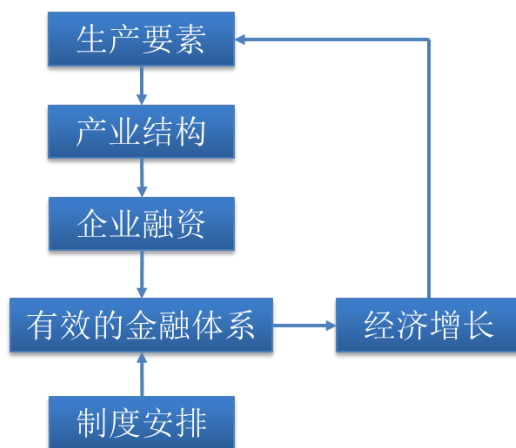 生产要素
产业结构
企业融资
有效的金融体系
经济增长
制度安排